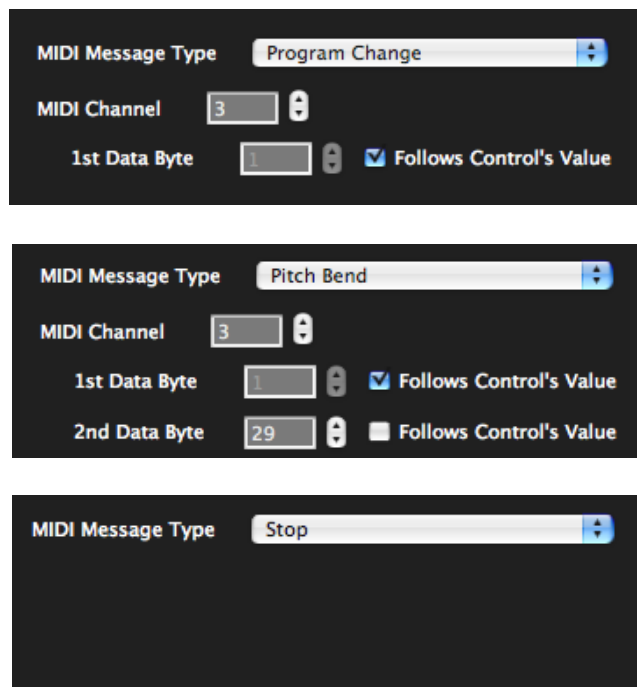 MIDI Message Type Program Change
MIDI Channel 3
1st Data Byte 1 Follows Control's Value
MIDI Message Type Pitch Bend
MIDI Channel 3
1st Data Byte 1 Follows Control's Value
2nd Data Byte 29 Follows Control's Value
MIDI Message Type Stop